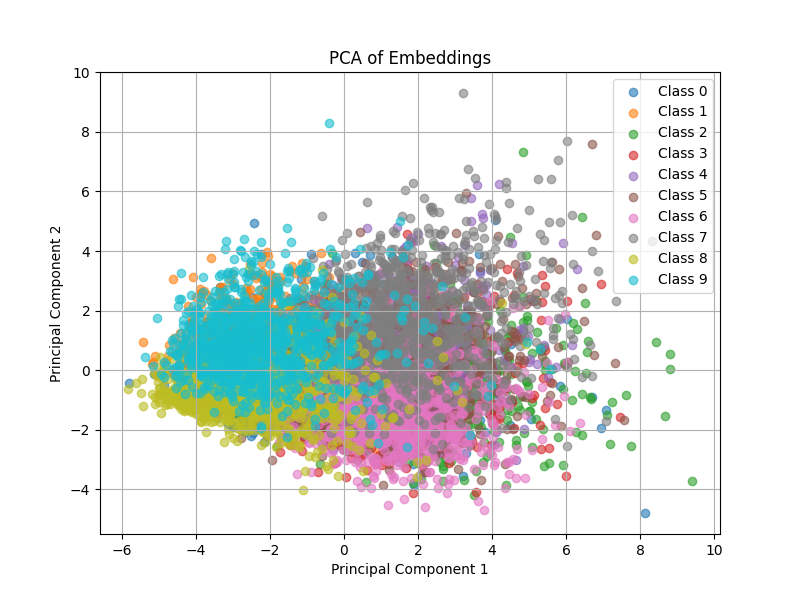 PCA of Embeddings
Principal Component 2
10
8
6
4
2
0
−2
−4
Class 0
Class 1
Class 2
Class 3
Class 4
Class 5
Class 6
Class 7
Class 8
Class 9
−6 −4 −2 0 2 4 6 8 10
Principal Component 1